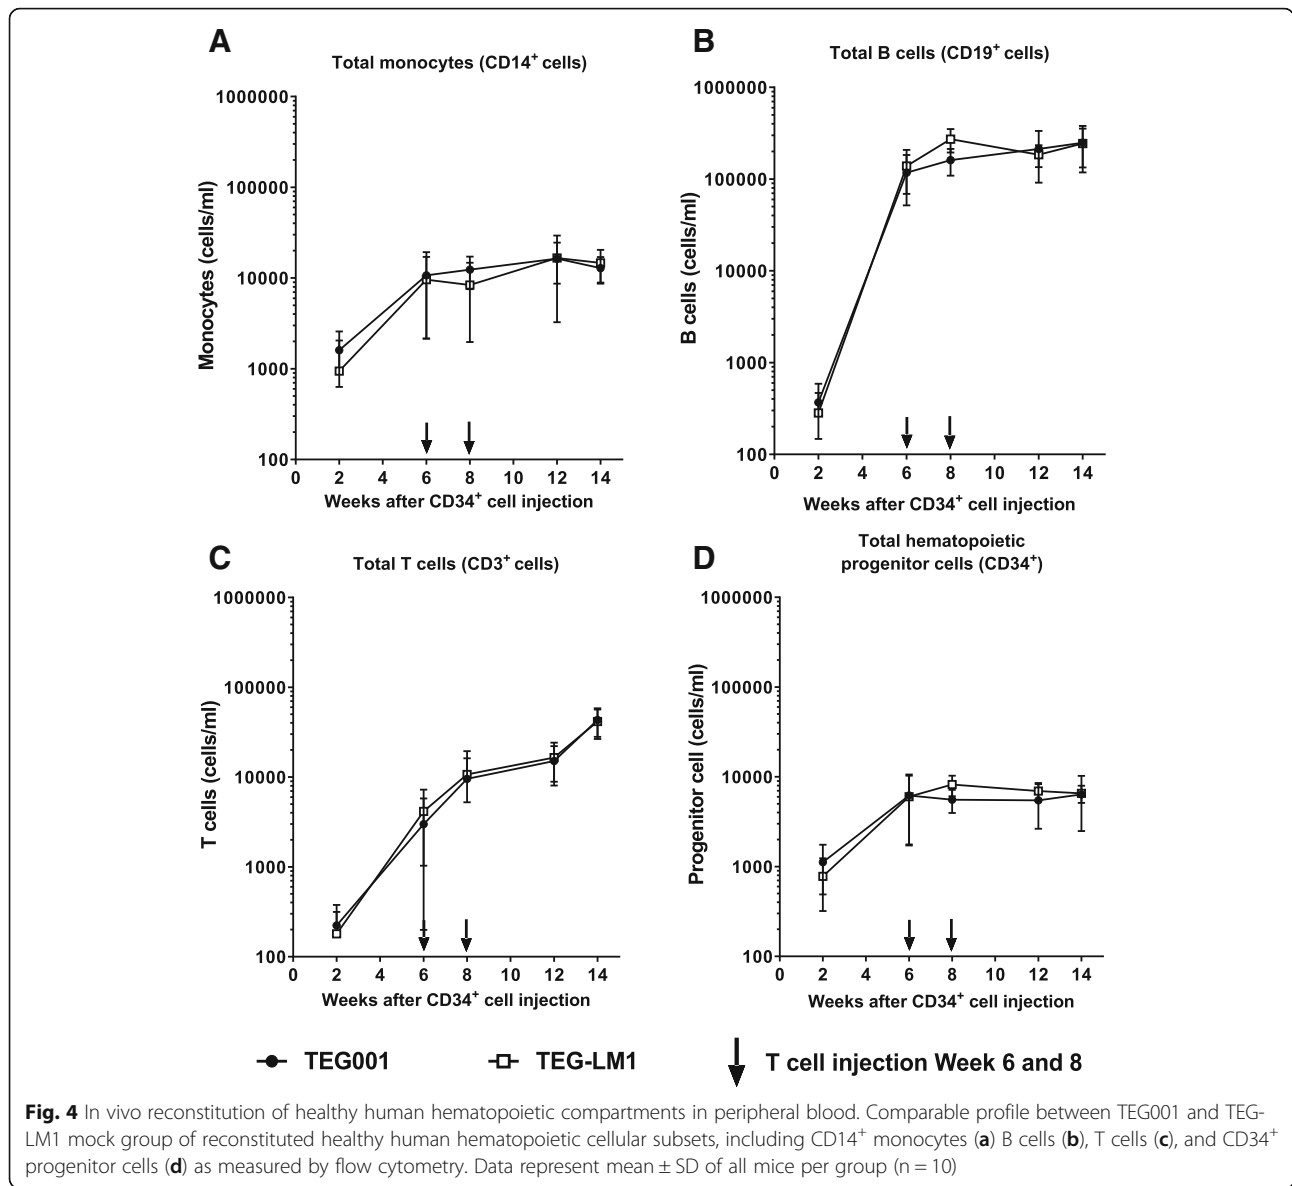 A
Total monocytes (CD14+ cells)
Monocytes (cells/ml)
1000000
100000
10000
1000
100
0 2 4 6 8 10 12 14
Weeks after CD34+ cell injection
B
Total B cells (CD19+ cells)
B cells (cells/ml)
1000000
100000
10000
1000
100
0 2 4 6 8 10 12 14
Weeks after CD34+ cell injection
C
Total T cells (CD3+ cells)
T cells (cells/ml)
1000000
100000
10000
1000
100
0 2 4 6 8 10 12 14
Weeks after CD34+ cell injection
D
Total hematopoietic
progenitor cells (CD34+)
Progenitor cell (cells/ml)
1000000
100000
10000
1000
100
0 2 4 6 8 10 12 14
Weeks after CD34+ cell injection
TEG001 TEG-LM1 T cell injection Week 6 and 8
Fig. 4 In vivo reconstitution of healthy human hematopoietic compartments in peripheral blood. Comparable profile between TEG001 and TEG-
LM1 mock group of reconstituted healthy human hematopoietic cellular subsets, including CD14+ monocytes (a) B cells (b), T cells (c), and CD34+
progenitor cells (d) as measured by flow cytometry. Data represent mean ± SD of all mice per group (n = 10)